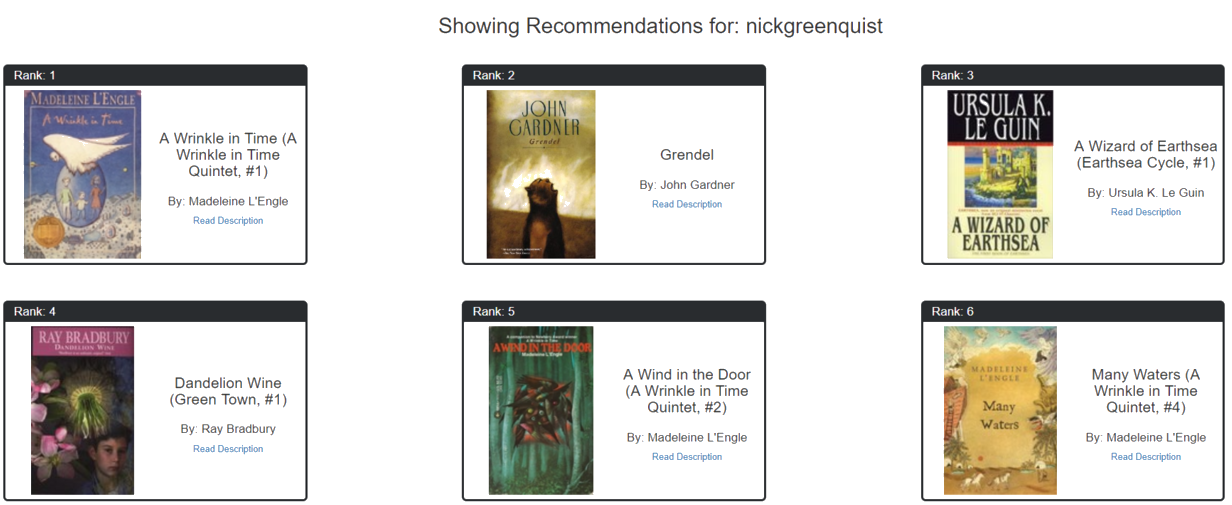 Showing Recommendations for: nickgreenquist
Rank: 1
MADELEINE L'ENGLE
A Wrinkle in Time
A Wrinkle in Time (A
Wrinkle in Time
Quintet, #1)
By: Madeleine L'Engle
Read Description
Rank: 2
JOHN
GARDNER
Grendel
Grendel
By: John Gardner
Read Description
Rank: 3
URSULA K.
LE GUIN
A WIZARD OF
EARTHSEA
A Wizard of Earthsea
(Earthsea Cycle, #1)
By: Ursula K. Le Guin
Read Description
Rank: 4
RAY BRADBURY
DANDELION WINE
Dandelion Wine
(Green Town, #1)
By: Ray Bradbury
Read Description
Rank: 5
A WIND IN THE DOOR
Madeleine L'Engle
A Wind in the Door
(A Wrinkle in Time
Quintet, #2)
By: Madeleine L'Engle
Read Description
Rank: 6
MADELEINE
L'ENGLE
Many
Waters
Many Waters (A
Wrinkle in Time
Quintet, #4)
By: Madeleine L'Engle
Read Description